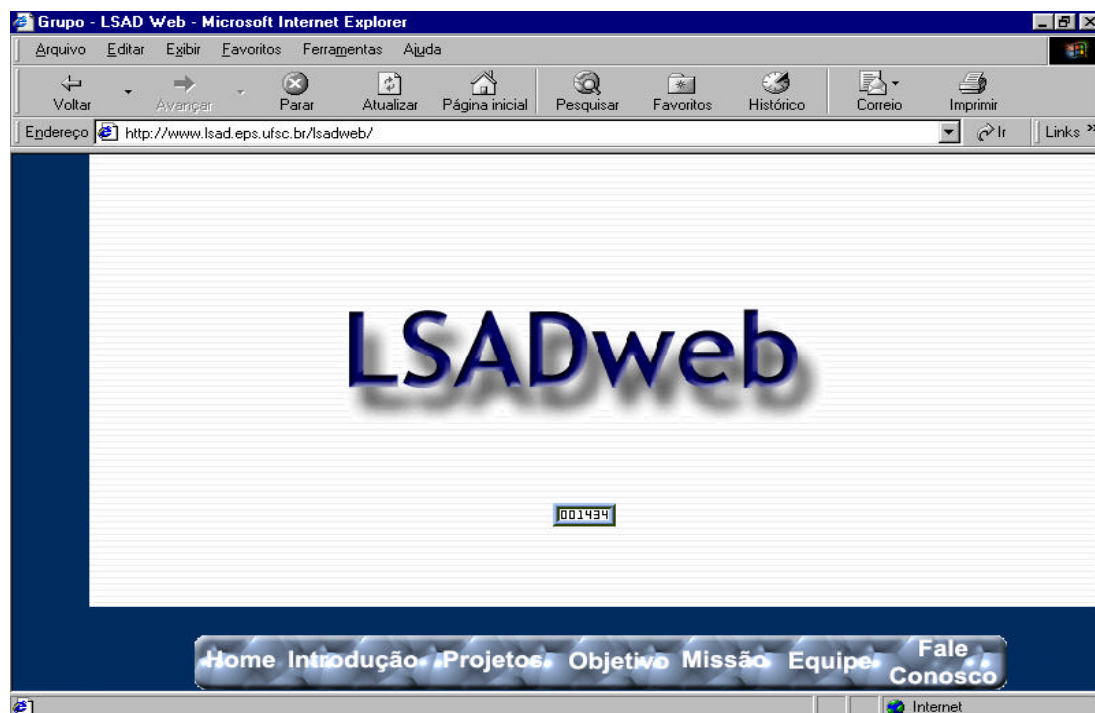 Grupo - LSAD Web - Microsoft Internet Explorer
Arquivo Editar Exibir Favoritos Ferramentas Ajuda
Voltar Avançar Parar Atualizar Página inicial Pesquisar Favoritos Histórico Correio Imprimir
Endereço http://www.lsad.eps.ufsc.br/lsadweb/ Ir Links »
LSADweb
001434
Home Introdução Projetos Objetivo Missão Equipe Fale
Conosco
Internet